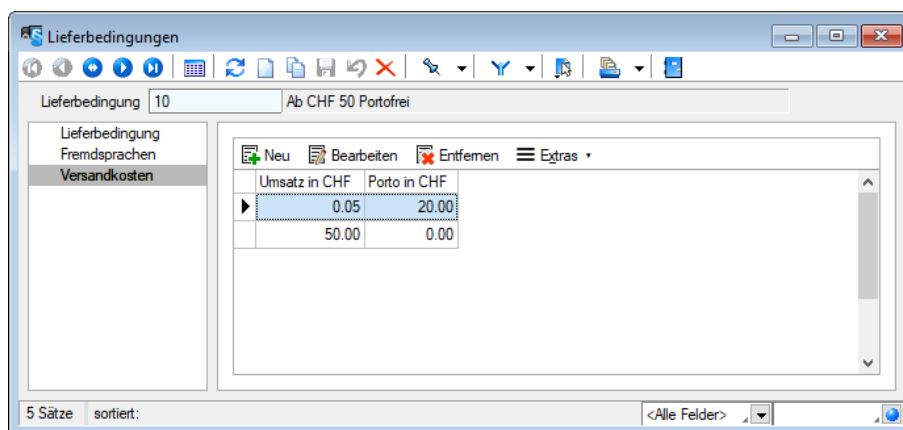 Lieferbedingungen
Lieferbedingung 10 Ab CHF 50 Portofrei
Lieferbedingung
Fremdsprachen
Versandkosten
Neu Bearbeiten Entfernen Extras
Umsatz in CHF Porto in CHF
0.05 20.00
50.00 0.00
5 Sätze sortiert: <Alle Felder>